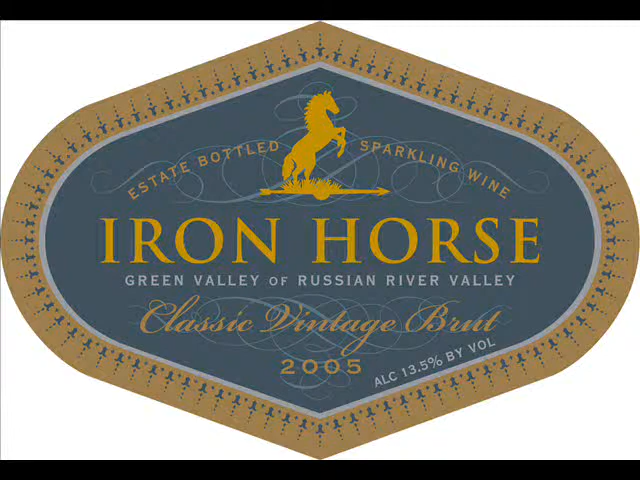 ESTATE BOTTLED SPARKLING WINE
IRON HORSE
GREEN VALLEY OF RUSSIAN RIVER VALLEY
Classic Vintage Brut
2005
ALC 13.5% BY VOL